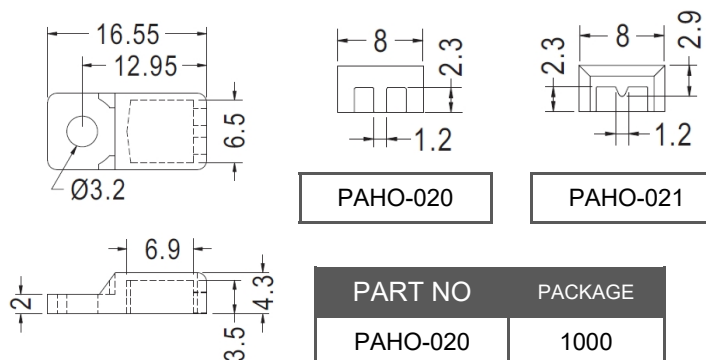 16.55
12.95
6.5
Ø3.2
8
2.3
1.2
PAHO-020
2.3
8
2.9
1.2
PAHO-021
6.9
2
4.3
3.5
PART NO PACKAGE
PAHO-020 1000